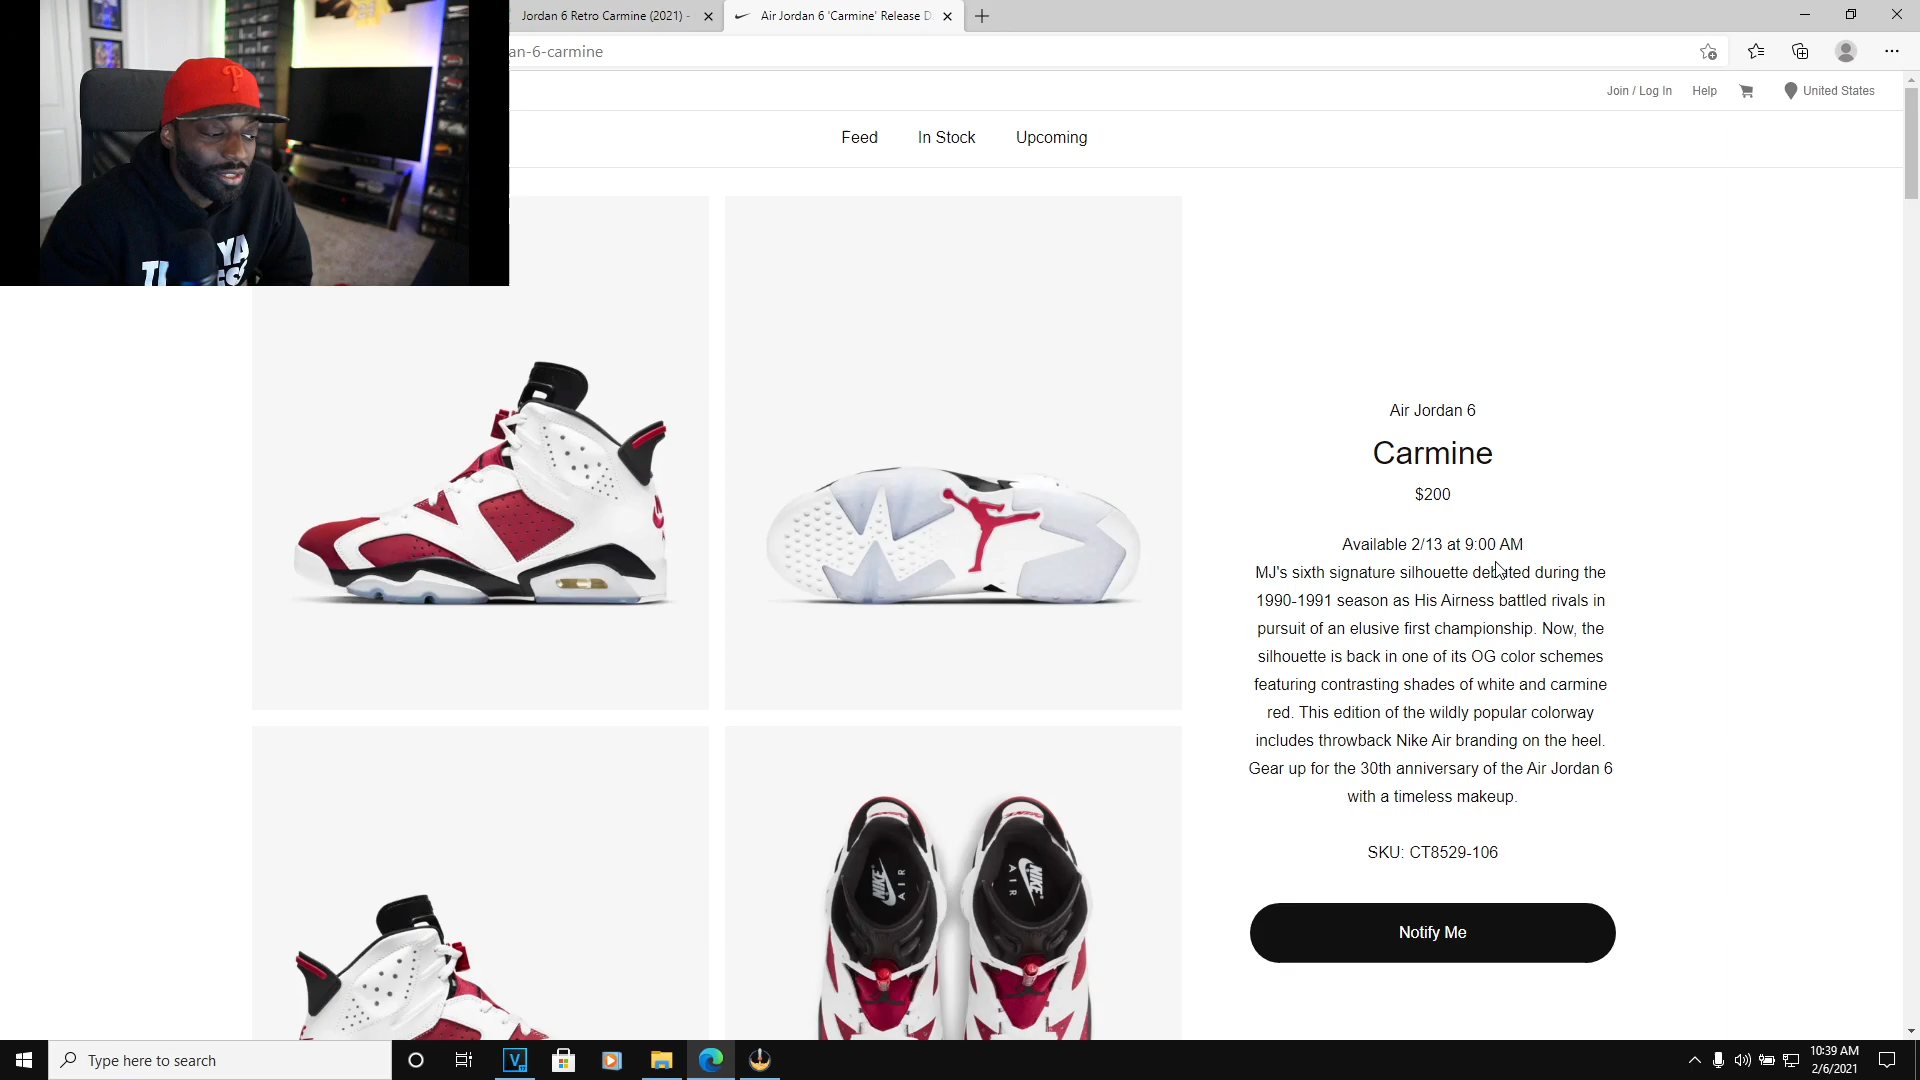 Jordan 6 Retro Carmine (2021) -
Air Jordan 6 'Carmine' Release D
an-6-carmine
Join / Log In
Help
United States
Feed
In Stock
Upcoming
Air Jordan 6
Carmine
$200
Available 2/13 at 9:00 AM
MJ's sixth signature silhouette debuted during the
1990-1991 season as His Airness battled rivals in
pursuit of an elusive first championship. Now, the
silhouette is back in one of its OG color schemes
featuring contrasting shades of white and carmine
red. This edition of the wildly popular colorway
includes throwback Nike Air branding on the heel.
Gear up for the 30th anniversary of the Air Jordan 6
with a timeless makeup.
SKU: CT8529-106
Notify Me
NIKE
AIR
NIKE
AIR
Type here to search
10:39 AM
2/6/2021